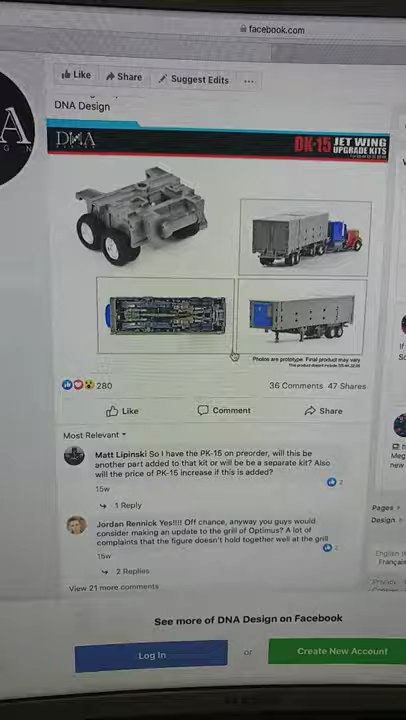 facebook.com
Like
Share
Suggest Edits
DNA Design
DNA
DESIGN
DK-15 JET WING
UPGRADE KITS
Photos are prototype. Final product may vary
280
36 Comments 47 Shares
Like
Comment
Share
Most Relevant
Matt Lipinski So I have the PK-15 on preorder, will this be
another part added to that kit or will be be a separate kit? Also
will the price of PK-15 increase if this is added?
2
15w
1 Reply
Jordan Rennick Yes!!!! Off chance, anyway you guys would
consider making an update to the grill of Optimus? A lot of
complaints that the figure doesn't hold together well at the grill
2
15w
2 Replies
View 21 more comments
Pages
Design
English
Français
See more of DNA Design on Facebook
Log In
or
Create New Account